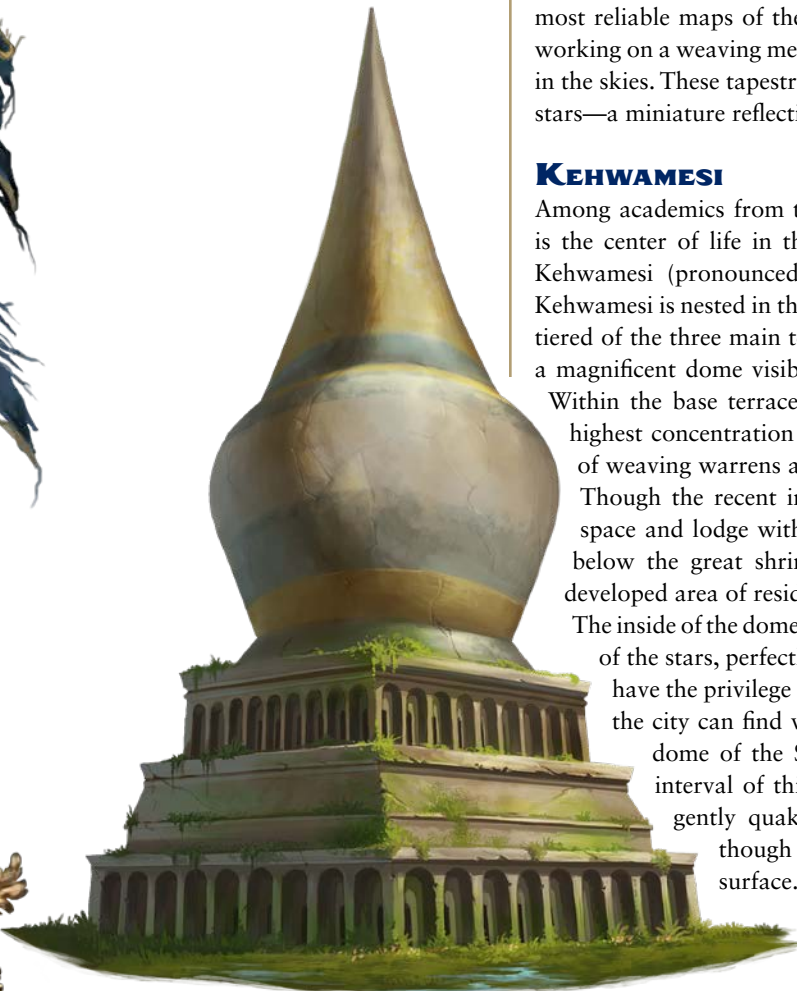 most reliable maps of the
working on a weaving me
in the skies. These tapestr
stars—a miniature reflecti
KEHWAMESI
Among academics from t
is the center of life in th
Kehwamesi (pronounced
Kehwamesi is nested in th
tiered of the three main t
a magnificent dome visib
Within the base terrace
highest concentration
of weaving warrens a
Though the recent in
space and lodge with
below the great shrin
developed area of resid
The inside of the dome
of the stars, perfect
have the privilege
the city can find v
dome of the S
interval of thi
gently quak
though
surface.